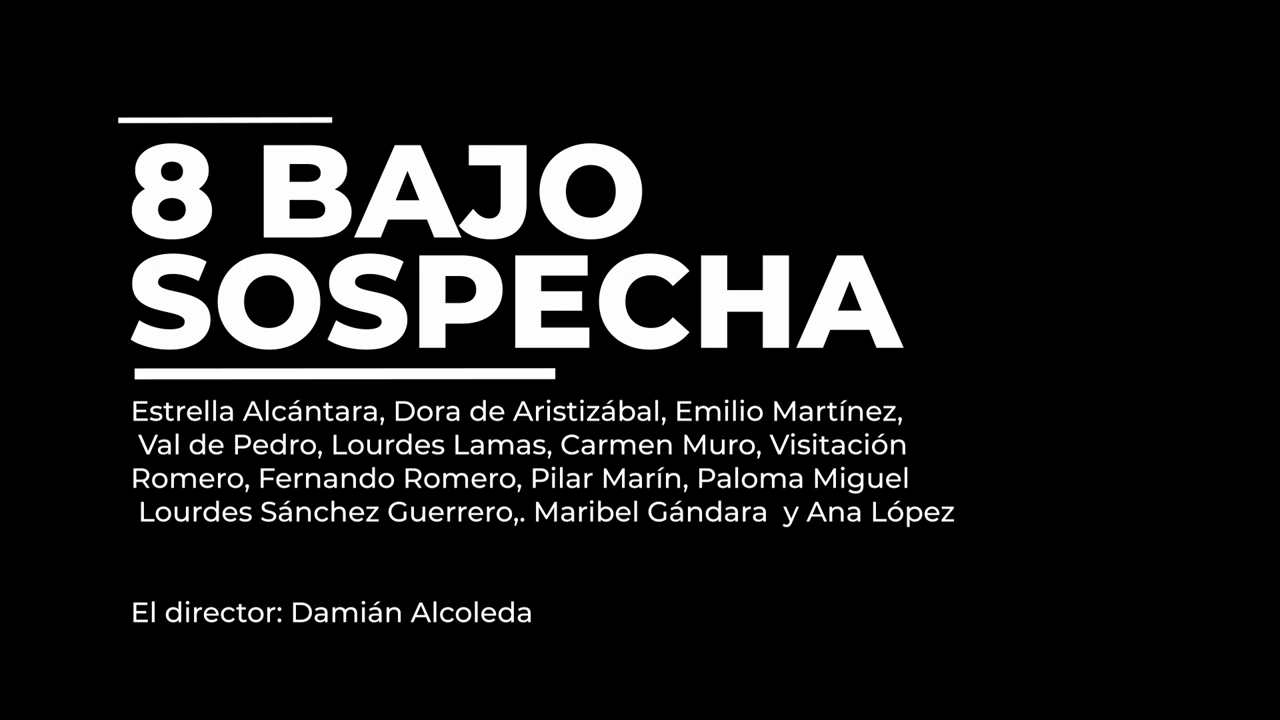 8 BAJO
SOSPECHA
Estrella Alcántara, Dora de Aristizábal, Emilio Martínez,
Val de Pedro, Lourdes Lamas, Carmen Muro, Visitación
Romero, Fernando Romero, Pilar Marín, Paloma Miguel
Lourdes Sánchez Guerrero,. Maribel Gándara  y Ana López
El director: Damián Alcoleda